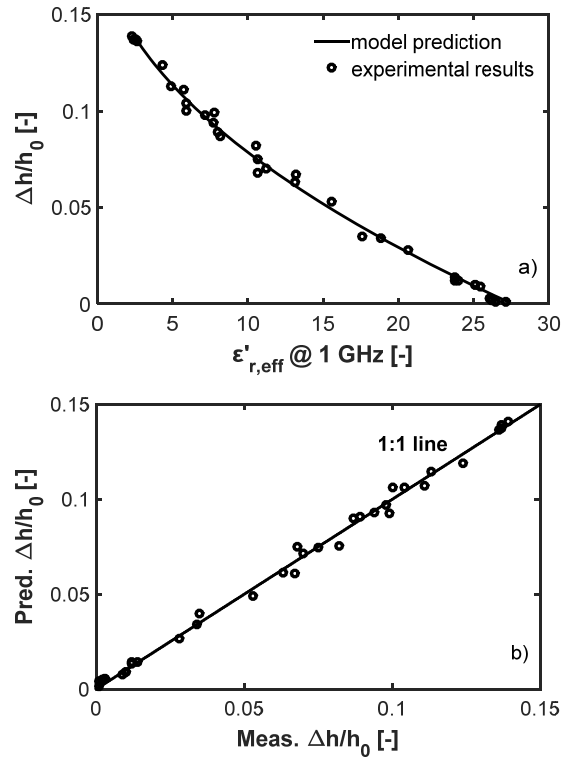 0.15
0.1
0.05
0
Δh/h0 [-]
model prediction
experimental results
a)
0 5 10 15 20 25 30
ε'r,eff @ 1 GHz [-]
0.15
0.1
0.05
0
Pred. Δh/h0 [-]
1:1 line
b)
0 0.05 0.1 0.15
Meas. Δh/h0 [-]